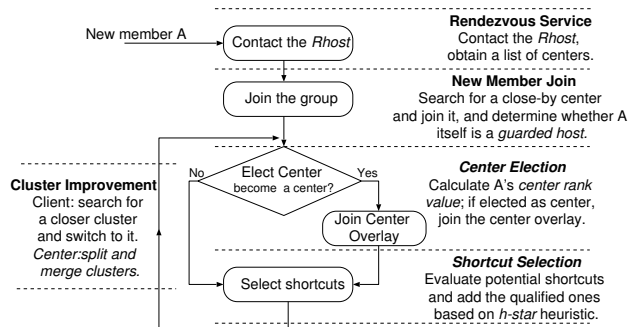 Rendezvous Service
New member A
Contact the Rhost
Contact the Rhost,
obtain a list of centers.
New Member Join
Join the group
Search for a close-by center
and join it, and determine whether A
itself is a guarded host.
No
Elect Center
become a center?
Yes
Center Election
Calculate A's center rank
value; if elected as center,
join the center overlay.
Cluster Improvement
Client: search for
a closer cluster
and switch to it.
Center:split and
merge clusters.
Join Center
Overlay
Shortcut Selection
Select shortcuts
Evaluate potential shortcuts
and add the qualified ones
based on h-star heuristic.